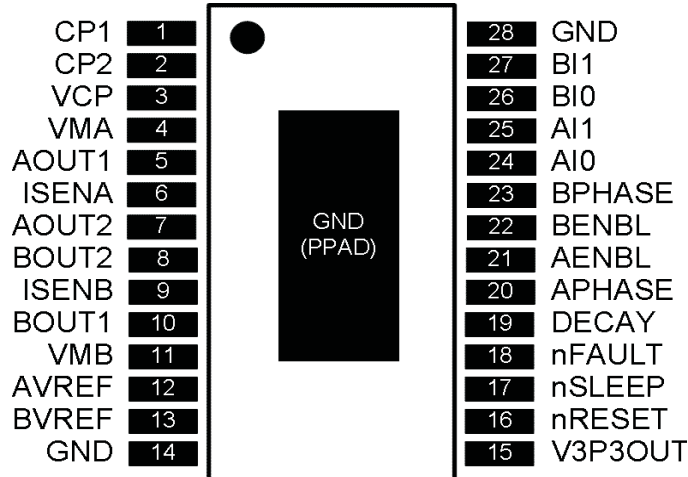 CP1 1 28 GND
CP2 2 27 BI1
VCP 3 26 BI0
VMA 4 25 AI1
AOUT1 5 24 AI0
ISENA 6 23 BPHASE
AOUT2 7 GND 22 BENBL
(PPAD)
BOUT2 8 21 AENBL
ISENB 9 20 APHASE
BOUT1 10 19 DECAY
VMB 11 18 nFAULT
AVREF 12 17 nSLEEP
BVREF 13 16 nRESET
GND 14 15 V3P3OUT